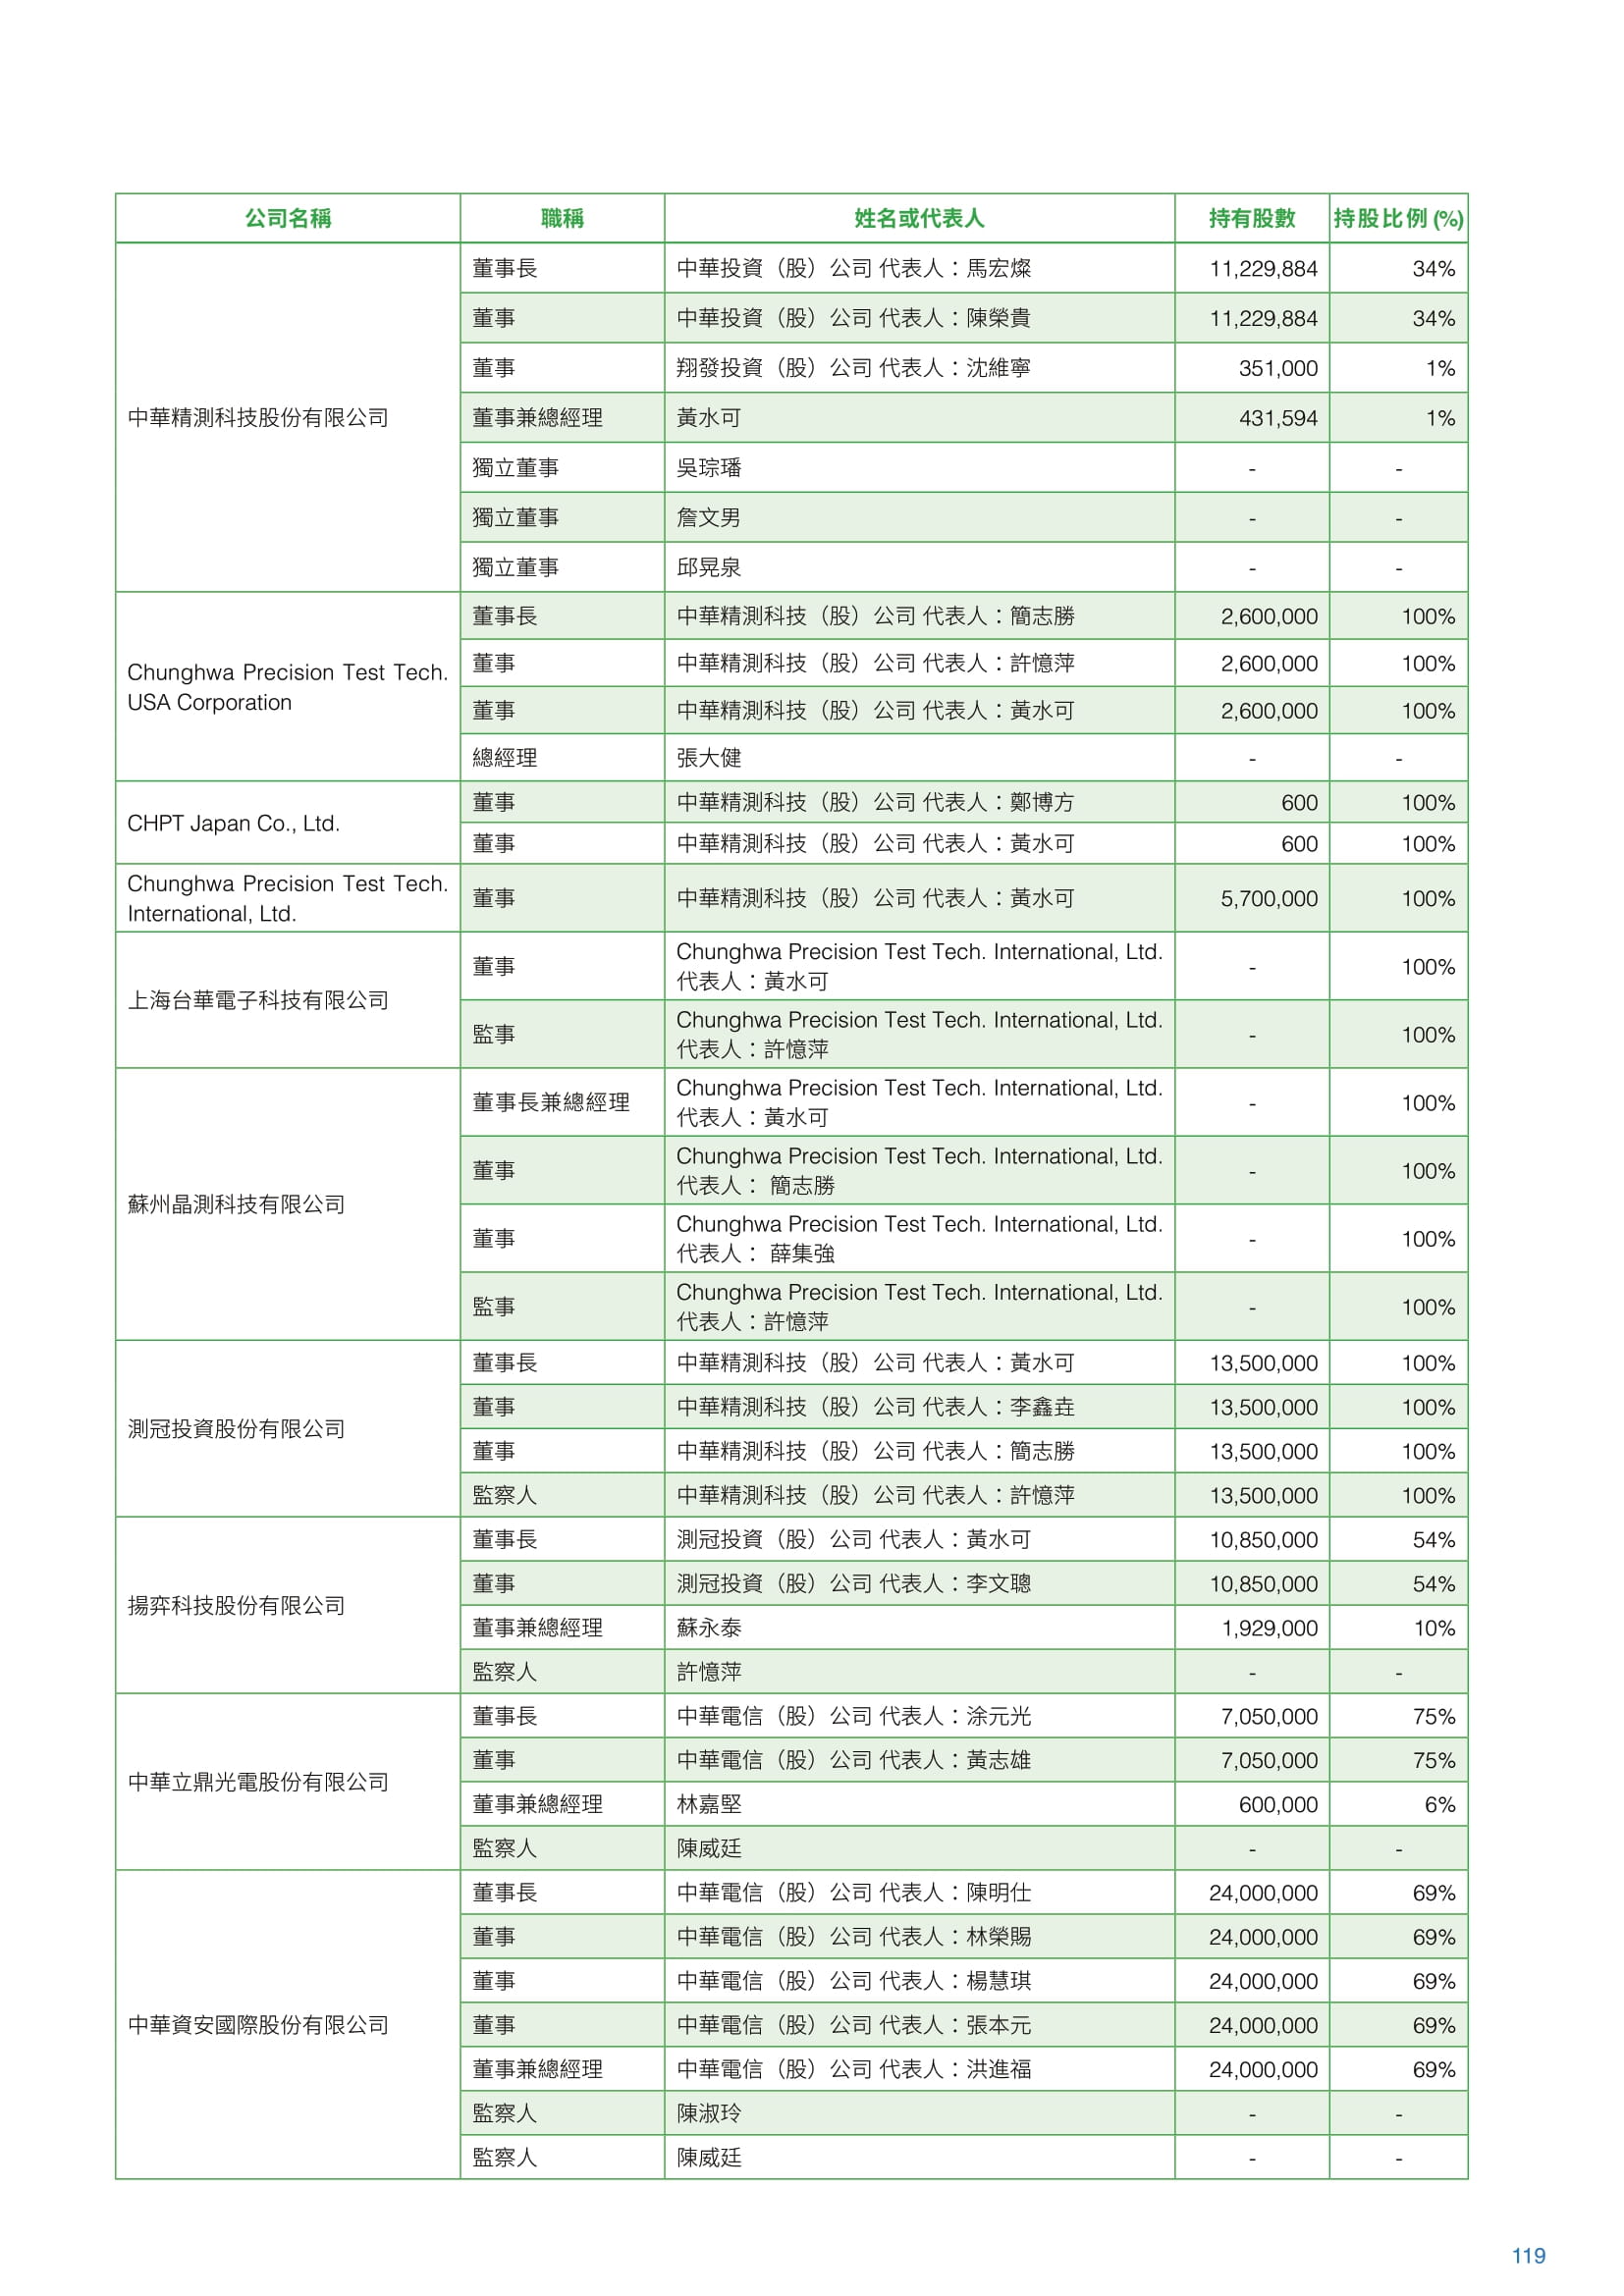 公司名稱 職稱 姓名或代表人 持有股數 持股比例 (%)
中華精測科技股份有限公司
董事長 中華投資（股）公司 代表人：馬宏燦 11,229,884 34%
董事 中華投資（股）公司 代表人：陳榮貴 11,229,884 34%
董事 翔發投資（股）公司 代表人：沈維寧 351,000 1%
董事兼總經理 黃水可 431,594 1%
獨立董事 吳琮璠 - -
獨立董事 詹文男 - -
獨立董事 邱晃泉 - -
Chunghwa Precision Test Tech.
USA Corporation
董事長 中華精測科技（股）公司 代表人：簡志勝 2,600,000 100%
董事 中華精測科技（股）公司 代表人：許憶萍 2,600,000 100%
董事 中華精測科技（股）公司 代表人：黃水可 2,600,000 100%
總經理 張大健 - -
CHPT Japan Co., Ltd.
董事 中華精測科技（股）公司 代表人：鄭博方 600 100%
董事 中華精測科技（股）公司 代表人：黃水可 600 100%
Chunghwa Precision Test Tech.
International, Ltd.
董事 中華精測科技（股）公司 代表人：黃水可 5,700,000 100%
上海台華電子科技有限公司
董事 Chunghwa Precision Test Tech. International, Ltd.
代表人：黃水可 - 100%
監事 Chunghwa Precision Test Tech. International, Ltd.
代表人：許憶萍 - 100%
蘇州晶測科技有限公司
董事長兼總經理 Chunghwa Precision Test Tech. International, Ltd.
代表人：黃水可 - 100%
董事 Chunghwa Precision Test Tech. International, Ltd.
代表人： 簡志勝 - 100%
董事 Chunghwa Precision Test Tech. International, Ltd.
代表人： 薛集強 - 100%
監事 Chunghwa Precision Test Tech. International, Ltd.
代表人：許憶萍 - 100%
測冠投資股份有限公司
董事長 中華精測科技（股）公司 代表人：黃水可 13,500,000 100%
董事 中華精測科技（股）公司 代表人：李鑫垚 13,500,000 100%
董事 中華精測科技（股）公司 代表人：簡志勝 13,500,000 100%
監察人 中華精測科技（股）公司 代表人：許憶萍 13,500,000 100%
揚弈科技股份有限公司
董事長 測冠投資（股）公司 代表人：黃水可 10,850,000 54%
董事 測冠投資（股）公司 代表人：李文聰 10,850,000 54%
董事兼總經理 蘇永泰 1,929,000 10%
監察人 許憶萍 - -
中華立鼎光電股份有限公司
董事長 中華電信（股）公司 代表人：涂元光 7,050,000 75%
董事 中華電信（股）公司 代表人：黃志雄 7,050,000 75%
董事兼總經理 林嘉堅 600,000 6%
監察人 陳威廷 - -
中華資安國際股份有限公司
董事長 中華電信（股）公司 代表人：陳明仕 24,000,000 69%
董事 中華電信（股）公司 代表人：林榮賜 24,000,000 69%
董事 中華電信（股）公司 代表人：楊慧琪 24,000,000 69%
董事 中華電信（股）公司 代表人：張本元 24,000,000 69%
董事兼總經理 中華電信（股）公司 代表人：洪進福 24,000,000 69%
監察人 陳淑玲 - -
監察人 陳威廷 - -
119